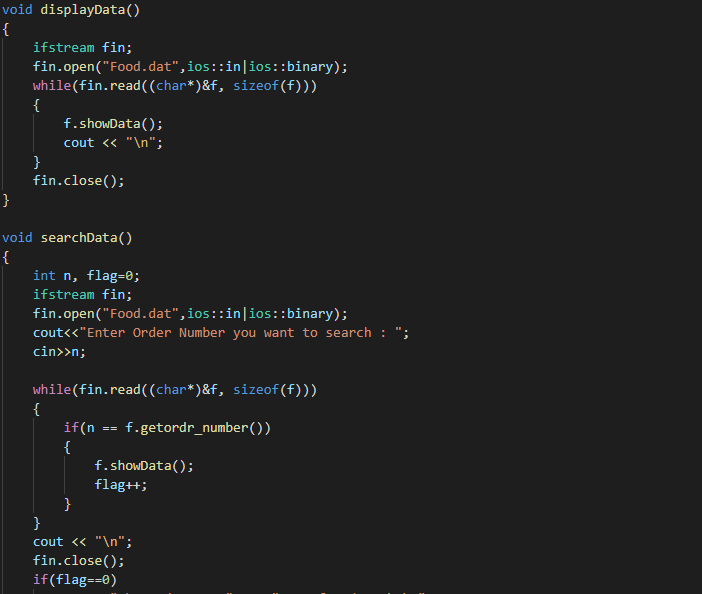 void displayData()
{
    ifstream fin;
    fin.open("Food.dat",ios::in|ios::binary);
    while(fin.read((char*)&f, sizeof(f)))
    {
        f.showData();
        cout << "\n";
    }
    fin.close();
}

void searchData()
{
    int n, flag=0;
    ifstream fin;
    fin.open("Food.dat",ios::in|ios::binary);
    cout<<"Enter Order Number you want to search : ";
    cin>>n;

    while(fin.read((char*)&f, sizeof(f)))
    {
        if(n == f.getordr_number())
        {
            f.showData();
            flag++;
        }
    }
    cout << "\n";
    fin.close();
    if(flag==0)